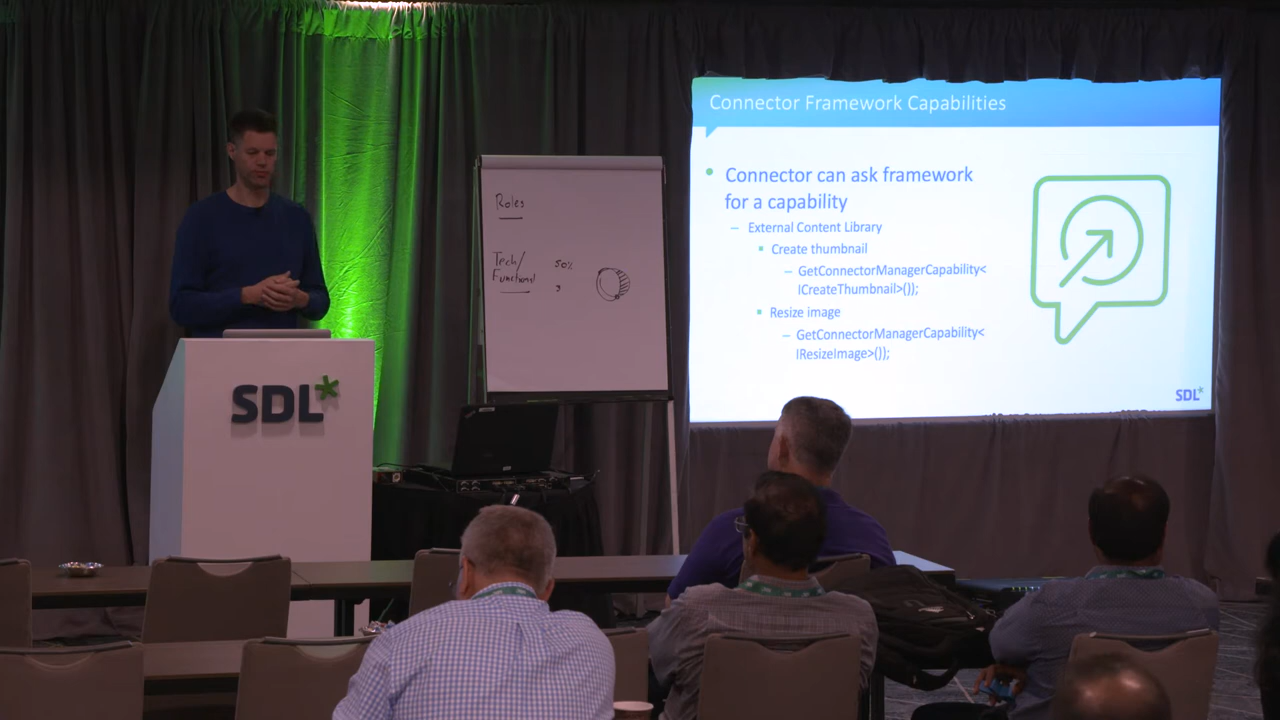 SDL*
Roles
Tech/
Functional
50%
?
Connector Framework Capabilities
• Connector can ask framework
for a capability
– External Content Library
▪ Create thumbnail
– GetConnectorManagerCapability<
ICreateThumbnail>());
▪ Resize image
– GetConnectorManagerCapability<
IResizeImage>());
SDL*